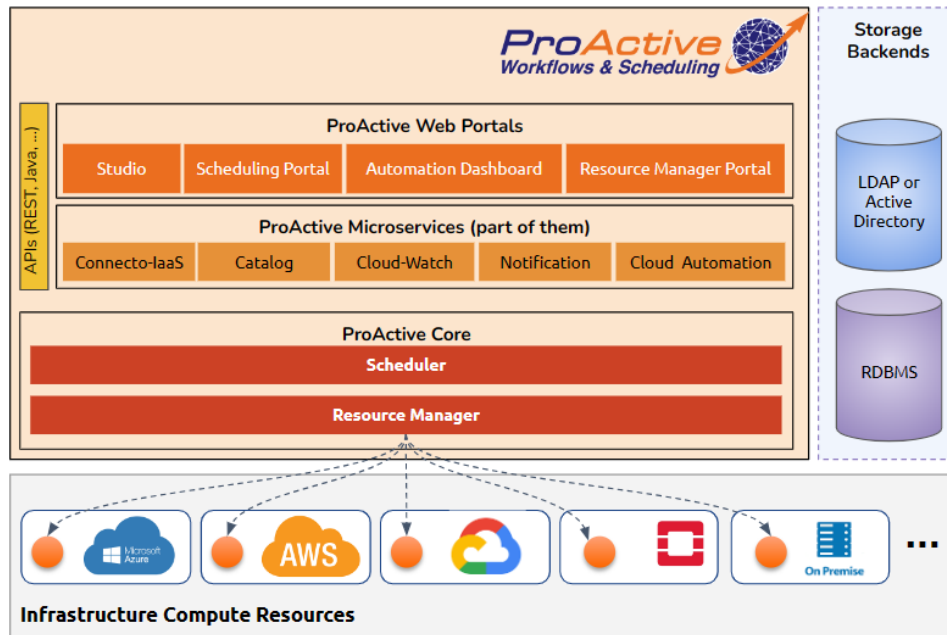 ProActive
Workflows & Scheduling
Storage
Backends
APIs (REST, Java, ...)
ProActive Web Portals
Studio
Scheduling Portal
Automation Dashboard
Resource Manager Portal
ProActive Microservices (part of them)
Connecto-IaaS
Catalog
Cloud-Watch
Notification
Cloud Automation
LDAP or
Active
Directory
ProActive Core
Scheduler
Resource Manager
RDBMS
Microsoft
Azure
AWS
On Premise
...
Infrastructure Compute Resources